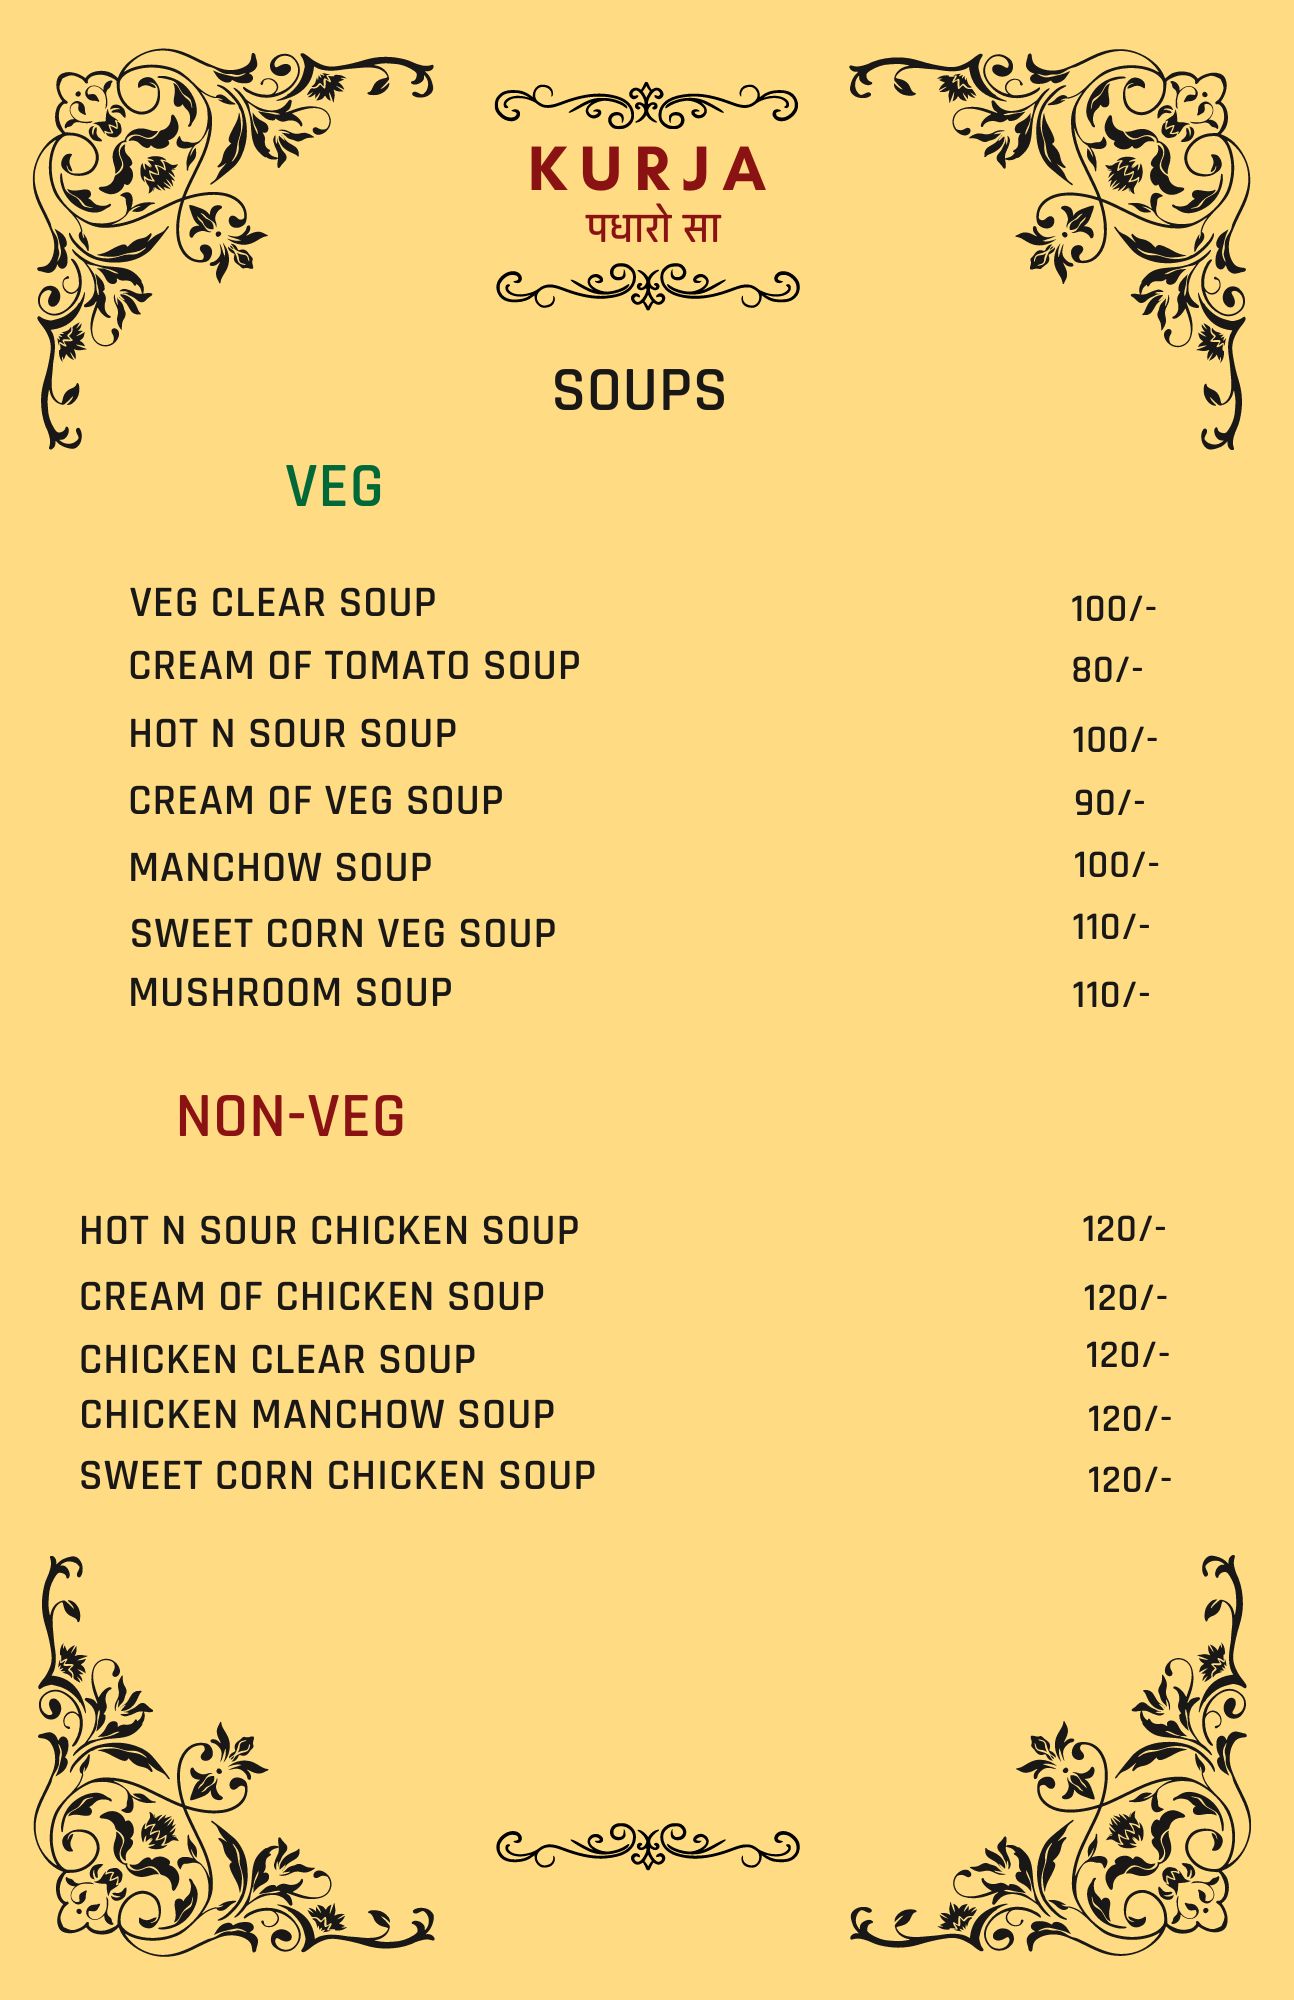 KURJA
पधारो सा
SOUPS
VEG
VEG CLEAR SOUP 100/-
CREAM OF TOMATO SOUP 80/-
HOT N SOUR SOUP 100/-
CREAM OF VEG SOUP 90/-
MANCHOW SOUP 100/-
SWEET CORN VEG SOUP 110/-
MUSHROOM SOUP 110/-
NON-VEG
HOT N SOUR CHICKEN SOUP 120/-
CREAM OF CHICKEN SOUP 120/-
CHICKEN CLEAR SOUP 120/-
CHICKEN MANCHOW SOUP 120/-
SWEET CORN CHICKEN SOUP 120/-